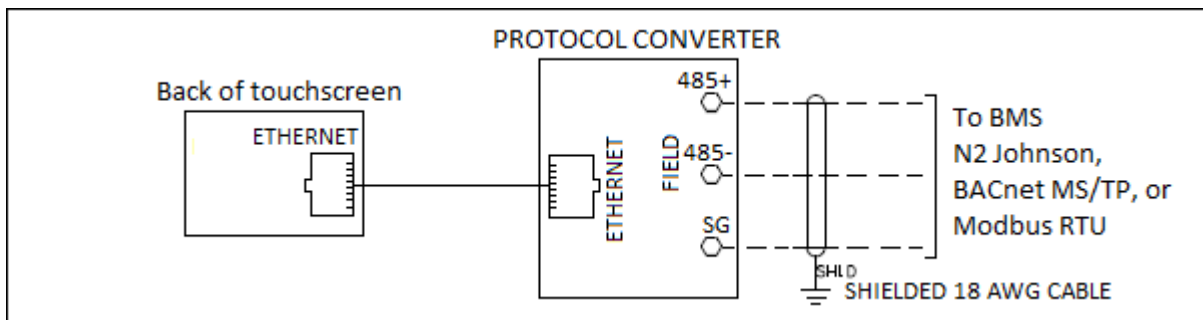 PROTOCOL CONVERTER
Back of touchscreen
ETHERNET
ETHERNET
FIELD
485+
485-
SG
To BMS
N2 Johnson,
BACnet MS/TP, or
Modbus RTU
SHLD
SHIELDED 18 AWG CABLE